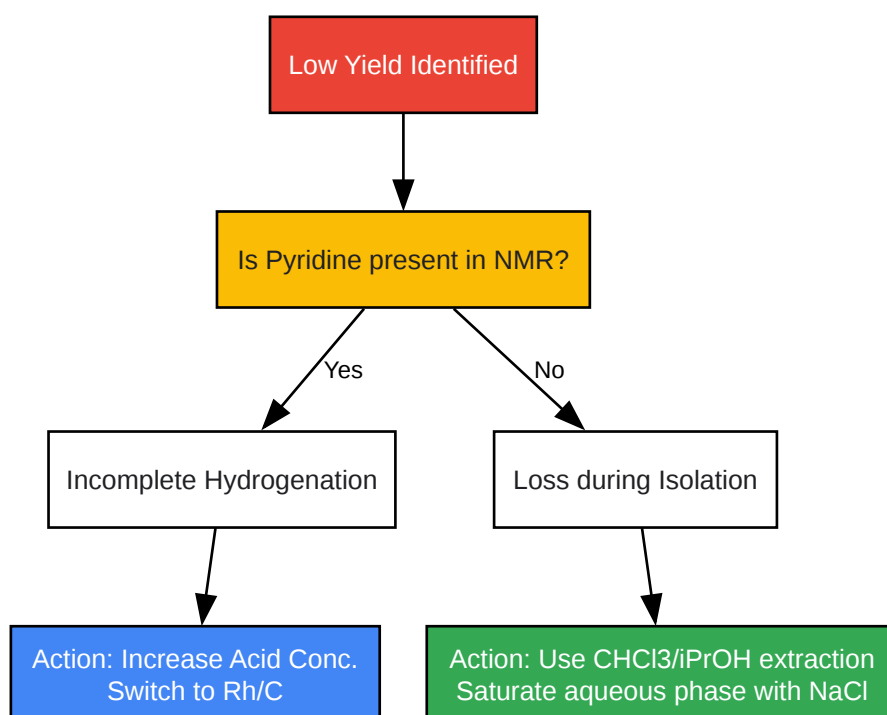 Low Yield Identified
Is Pyridine present in NMR?
Yes
No
Incomplete Hydrogenation
Loss during Isolation
Action: Increase Acid Conc.
Switch to Rh/C
Action: Use CHCl3/iPrOH extraction
Saturate aqueous phase with NaCl